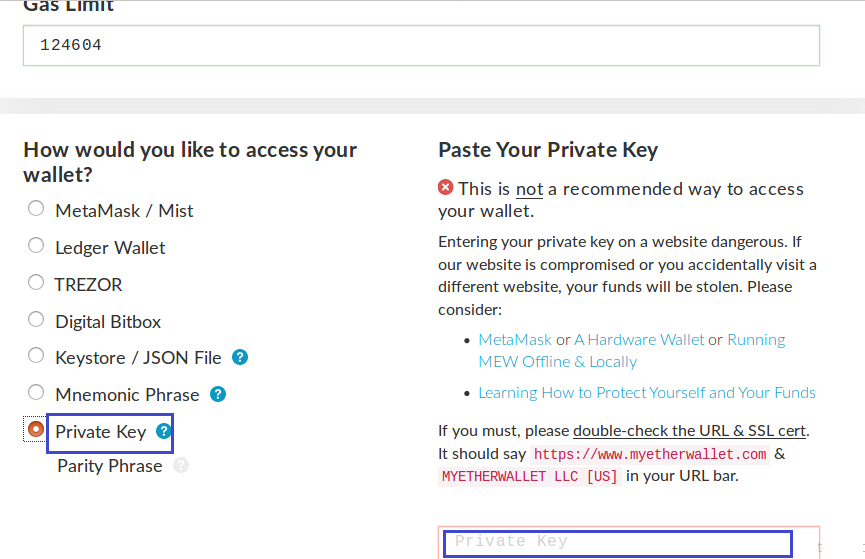 Gas Limit
124604
How would you like to access your
wallet?
MetaMask / Mist
Ledger Wallet
TREZOR
Digital Bitbox
Keystore / JSON File ?
Mnemonic Phrase ?
Private Key ?
Parity Phrase ?
Paste Your Private Key
This is not a recommended way to access
your wallet.
Entering your private key on a website dangerous. If
our website is compromised or you accidentally visit a
different website, your funds will be stolen. Please
consider:
• MetaMask or A Hardware Wallet or Running
MEW Offline & Locally
• Learning How to Protect Yourself and Your Funds
If you must, please double-check the URL & SSL cert.
It should say https://www.myetherwallet.com &
MYETHERWALLET LLC [US] in your URL bar.
Private Key